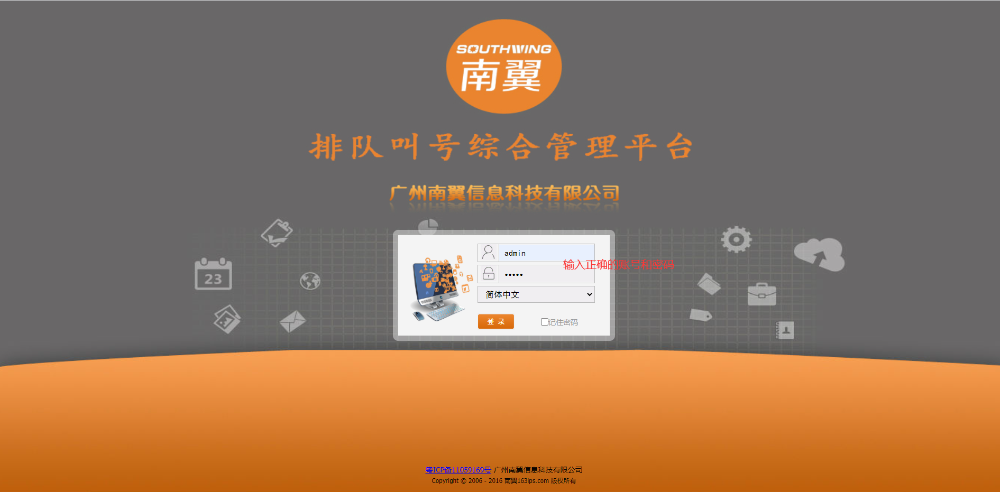 SOUTHWING
南翼
排队叫号综合管理平台
广州南翼信息科技有限公司
23
admin
输入正确的账号和密码
•••••
简体中文
登 录
记住密码
粤ICP备11059169号 广州南翼信息科技有限公司
Copyright © 2006 - 2016 南翼163ips.com 版权所有